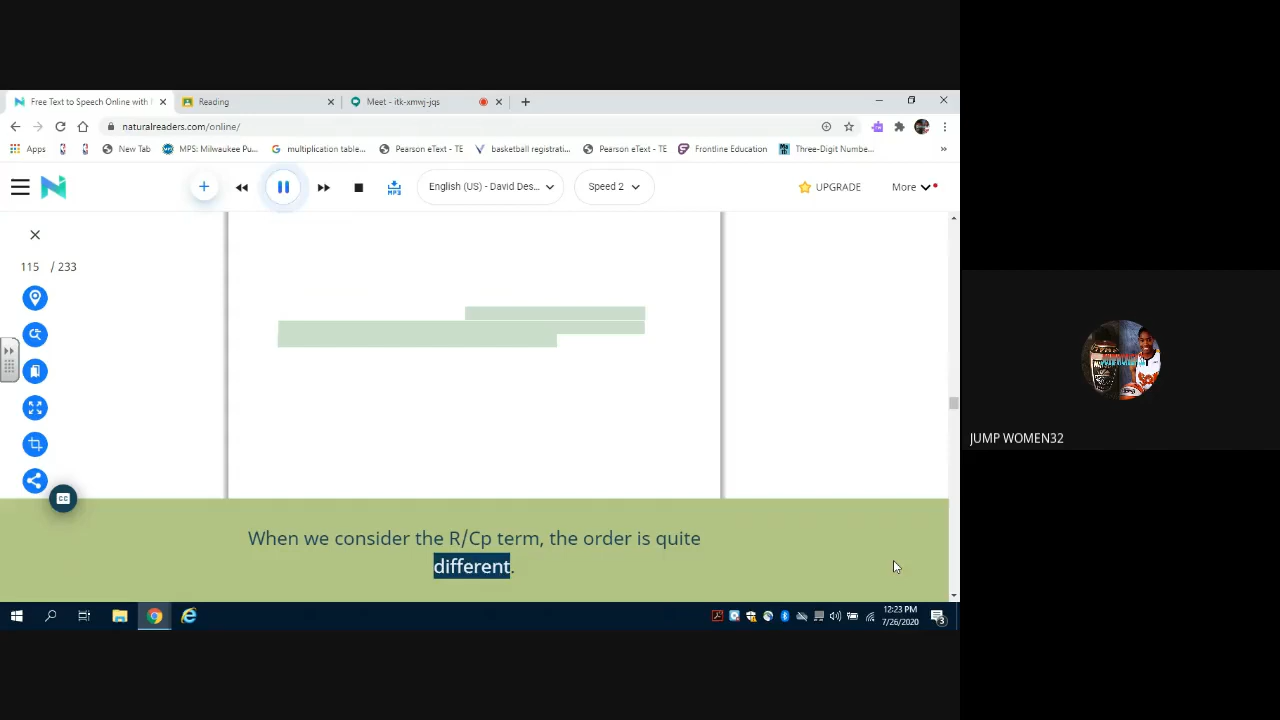 Free Text to Speech Online with
Reading
Meet - itk-xmwj-jqs
naturalreaders.com/online/
Apps
New Tab
MPS: Milwaukee Pu...
multiplication table...
Pearson eText - TE
basketball registrati...
Pearson eText - TE
Frontline Education
Three-Digit Numbe...
»
MP3
English (US) - David Des...
Speed 2
UPGRADE
More
115 / 233
CC
When we consider the R/Cp term, the order is quite
different.
12:23 PM
7/26/2020
3
JUMP WOMEN32